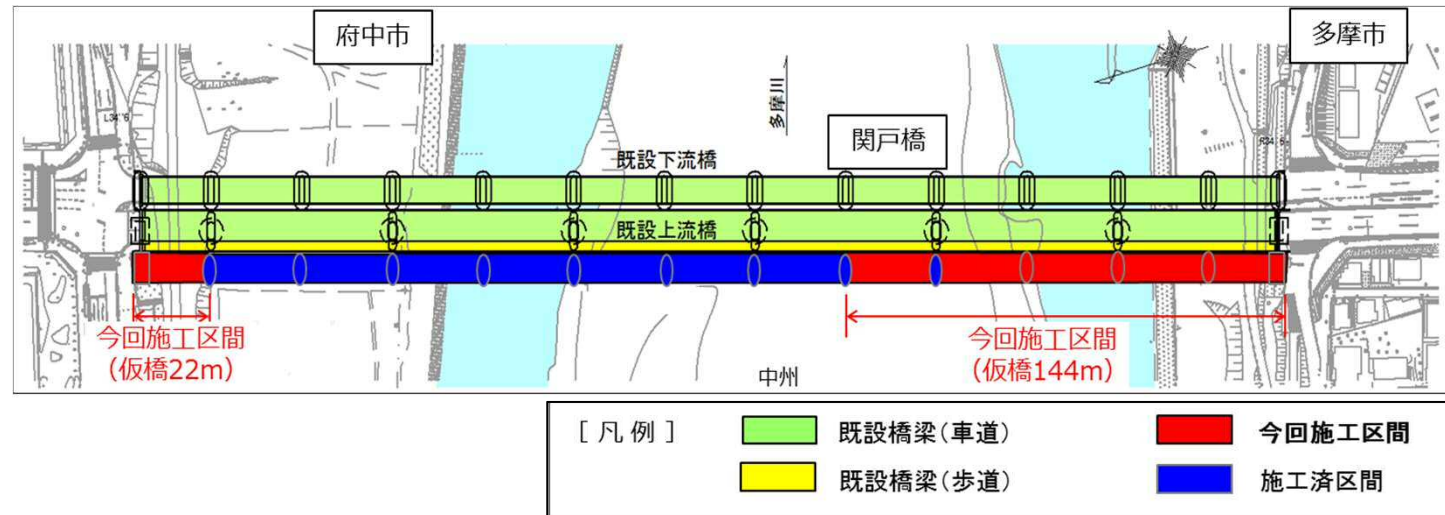 府中市
多摩市
多摩川
関戸橋
既設下流橋
既設上流橋
今回施工区間
(仮橋22m)
今回施工区間
(仮橋144m)
中州
[凡例]
既設橋梁(車道)
今回施工区間
既設橋梁(歩道)
施工済区間